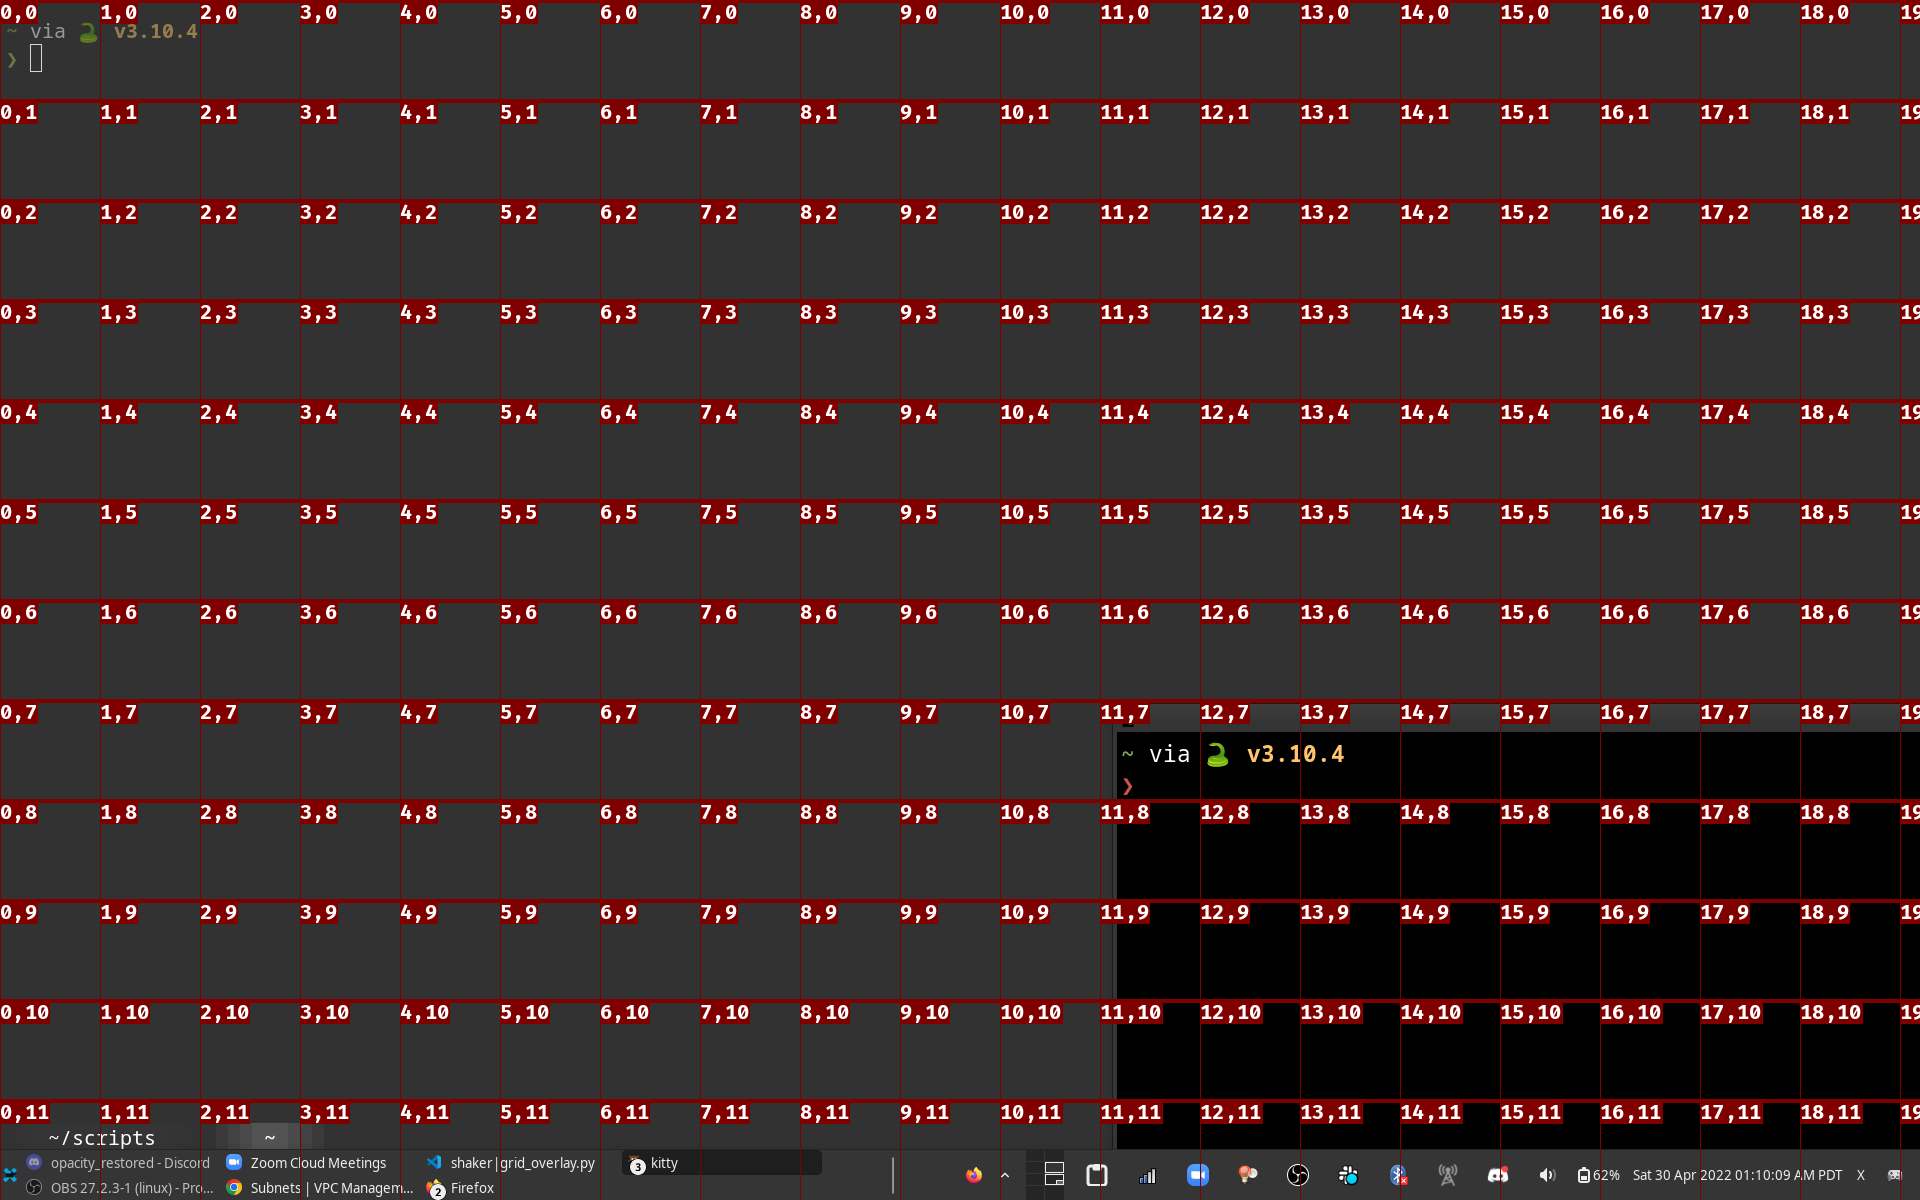 0,0 1,0 2,0 3,0 4,0 5,0 6,0 7,0 8,0 9,0 10,0 11,0 12,0 13,0 14,0 15,0 16,0 17,0 18,0 19
~ via v3.10.4
❯
0,1 1,1 2,1 3,1 4,1 5,1 6,1 7,1 8,1 9,1 10,1 11,1 12,1 13,1 14,1 15,1 16,1 17,1 18,1 19
0,2 1,2 2,2 3,2 4,2 5,2 6,2 7,2 8,2 9,2 10,2 11,2 12,2 13,2 14,2 15,2 16,2 17,2 18,2 19
0,3 1,3 2,3 3,3 4,3 5,3 6,3 7,3 8,3 9,3 10,3 11,3 12,3 13,3 14,3 15,3 16,3 17,3 18,3 19
0,4 1,4 2,4 3,4 4,4 5,4 6,4 7,4 8,4 9,4 10,4 11,4 12,4 13,4 14,4 15,4 16,4 17,4 18,4 19
0,5 1,5 2,5 3,5 4,5 5,5 6,5 7,5 8,5 9,5 10,5 11,5 12,5 13,5 14,5 15,5 16,5 17,5 18,5 19
0,6 1,6 2,6 3,6 4,6 5,6 6,6 7,6 8,6 9,6 10,6 11,6 12,6 13,6 14,6 15,6 16,6 17,6 18,6 19
0,7 1,7 2,7 3,7 4,7 5,7 6,7 7,7 8,7 9,7 10,7 11,7 12,7 13,7 14,7 15,7 16,7 17,7 18,7 19
~ via v3.10.4
❯
0,8 1,8 2,8 3,8 4,8 5,8 6,8 7,8 8,8 9,8 10,8 11,8 12,8 13,8 14,8 15,8 16,8 17,8 18,8 19
0,9 1,9 2,9 3,9 4,9 5,9 6,9 7,9 8,9 9,9 10,9 11,9 12,9 13,9 14,9 15,9 16,9 17,9 18,9 19
0,10 1,10 2,10 3,10 4,10 5,10 6,10 7,10 8,10 9,10 10,10 11,10 12,10 13,10 14,10 15,10 16,10 17,10 18,10 19
0,11 1,11 2,11 3,11 4,11 5,11 6,11 7,11 8,11 9,11 10,11 11,11 12,11 13,11 14,11 15,11 16,11 17,11 18,11 19
~/scripts ~
opacity_restored - Discord Zoom Cloud Meetings shaker|grid_overlay.py 3 kitty
62% Sat 30 Apr 2022 01:10:09 AM PDT X
OBS 27.2.3-1 (linux) - Pro... Subnets | VPC Managem... 2 Firefox